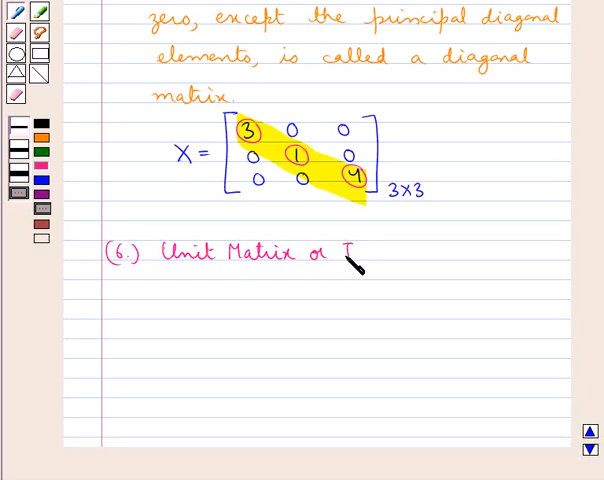 zero, except the principal diagonal
elements, is called a diagonal
matrix.
3 0 0
X = 0 1 0
0 0 4
3×3
(6.) Unit Matrix or I